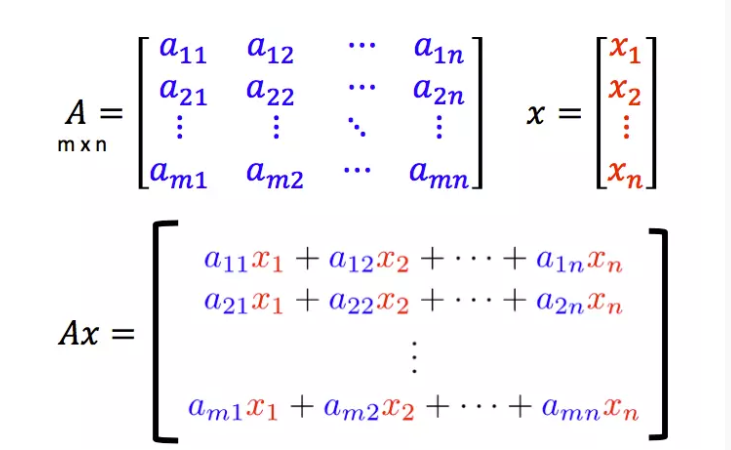 A = [ a₁₁ a₁₂ ⋯ a₁ₙ ] x = [ x₁ ]
m x n
a₂₁ a₂₂ ⋯ a₂ₙ x₂
⋮ ⋮ ⋱ ⋮ ⋮
aₘ₁ aₘ₂ ⋯ aₘₙ xₙ
Ax = [ a₁₁x₁ + a₁₂x₂ + ⋯ + a₁ₙxₙ
a₂₁x₁ + a₂₂x₂ + ⋯ + a₂ₙxₙ
⋮
aₘ₁x₁ + aₘ₂x₂ + ⋯ + aₘₙxₙ ]